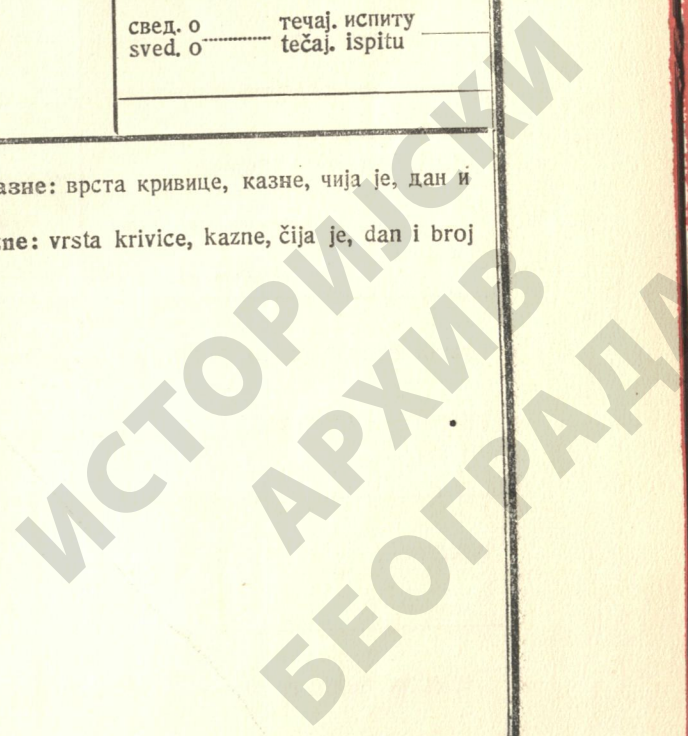 свед. о ........... течај. испиту
sved. o tečaj. ispitu
азне: врста кривице, казне, чија је, дан и
ne: vrsta krivice, kazne, čija je, dan i broj
ИСТОРИЈСКИ
АРХИВ
БЕОГРАДА